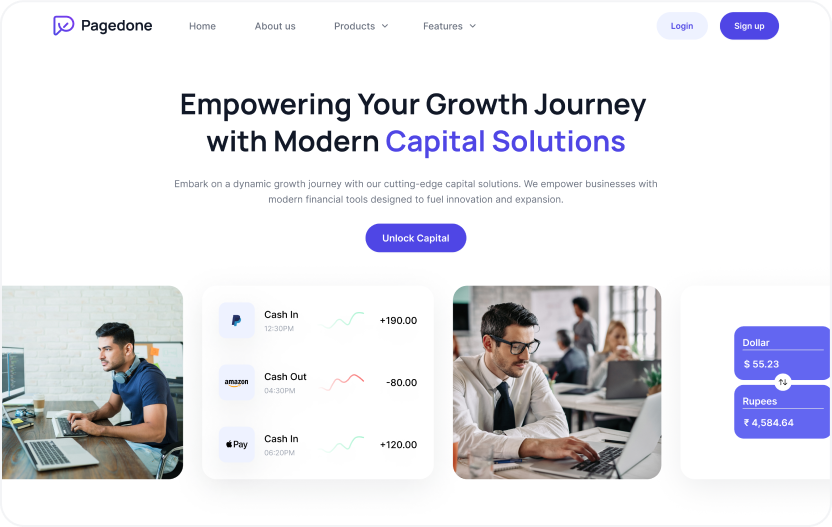 Pagedone
Home
About us
Products
Features
Login
Sign up
Empowering Your Growth Journey
with Modern Capital Solutions
Embark on a dynamic growth journey with our cutting-edge capital solutions. We empower businesses with
modern financial tools designed to fuel innovation and expansion.
Unlock Capital
Cash In
12:30PM
+190.00
amazon
Cash Out
04:30PM
-80.00
Pay
Cash In
06:20PM
+120.00
Dollar
$ 55.23
Rupees
₹ 4,584.64